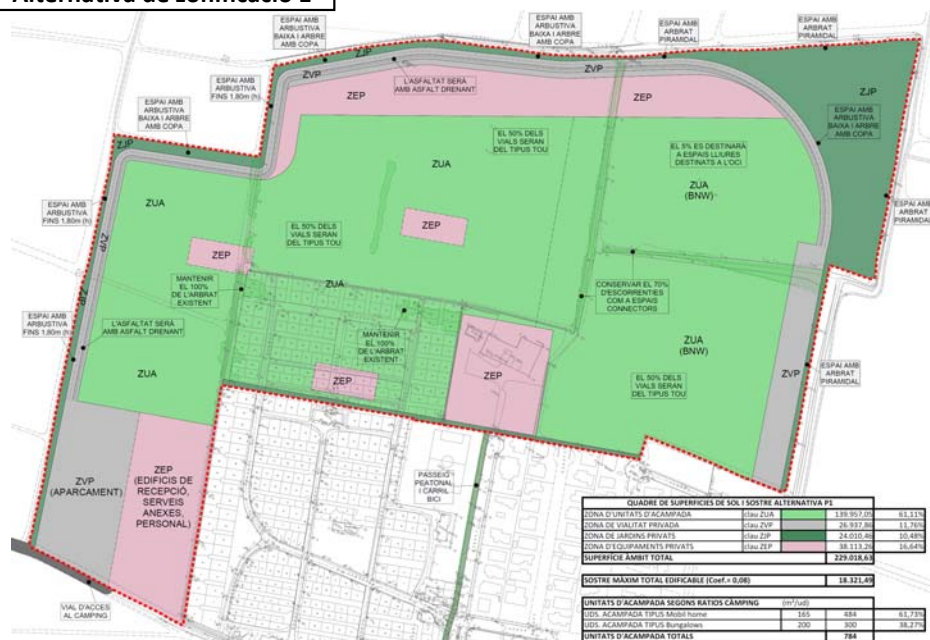 Alternativa de zonificació 1
ESPAI AMB
ARBUSTIVA
BAIXA I ARBRE
AMB COPA
ESPAI AMB
ARBUSTIVA
BAIXA I ARBRE
AMB COPA
ESPAI AMB
ARBRAT
PIRAMIDAL
ESPAI AMB
ARBRAT
PIRAMIDAL
ZJP
ZVP
ESPAI AMB
ARBUSTIVA
FINS 1,80m (h)
L'ASFALTAT SERÀ
AMB ASFALT DRENANT
ZEP
ZEP
ZJP
ESPAI AMB
ARBUSTIVA
BAIXA I ARBRE
AMB COPA
ESPAI AMB
ARBUSTIVA
BAIXA I ARBRE
AMB COPA
EL 50% DELS
VIALS SERAN
DEL TIPUS TOU
EL 5% ES DESTINARÀ
A ESPAIS LLIURES
DESTINATS A L'OCI
ZJP
ZUA
ZUA
(BNW)
ESPAI AMB
ARBUSTIVA
FINS 1,80m (h)
ZUA
ESPAI AMB
ARBRAT
PIRAMIDAL
ZVP
EL 50% DELS
VIALS SERAN
DEL TIPUS TOU
ZEP
ZEP
MANTENIR
EL 100%
DE L'ARBRAT
EXISTENT
ZUA
CONSERVAR EL 70%
D'ESCORRENTIES
COM A ESPAIS
CONNECTORS
ZJP
ESPAI AMB
ARBUSTIVA
FINS 1,80m (h)
L'ASFALTAT SERÀ
AMB ASFALT DRENANT
MANTENIR
EL 100%
DE L'ARBRAT
EXISTENT
ZUA
(BNW)
ZUA
ZEP
ZEP
ZVP
ESPAI AMB
ARBRAT
PIRAMIDAL
EL 50% DELS
VIALS SERAN
DEL TIPUS TOU
ZVP
(APARCAMENT)
ZEP
(EDIFICIS DE
RECEPCIÓ,
SERVEIS
ANEXES,
PERSONAL)
PASSEIG
PEATONAL
I CARRIL
BICI
VIAL D'ACCES
AL CÀMPING
QUADRE DE SUPERFICIES DE SOL I SOSTRE ALTERNATIVA P1
ZONA D'UNITATS D'ACAMPADA clau ZUA 139.957,05 61,11%
ZONA DE VIALITAT PRIVADA clau ZVP 26.937,86 11,76%
ZONA DE JARDINS PRIVATS clau ZJP 24.010,46 10,48%
ZONA D'EQUIPAMENTS PRIVATS clau ZEP 38.113,26 16,64%
SUPERFÍCIE ÀMBIT TOTAL 229.018,63
SOSTRE MÀXIM TOTAL EDIFICABLE (Coef.= 0,08) 18.321,49
UNITATS D'ACAMPADA SEGONS RATIOS CÀMPING (m²/ud)
UDS. ACAMPADA TIPUS Mobil home 165 484 61,73%
UDS. ACAMPADA TIPUS Bungalows 200 300 38,27%
UNITATS D'ACAMPADA TOTALS 784